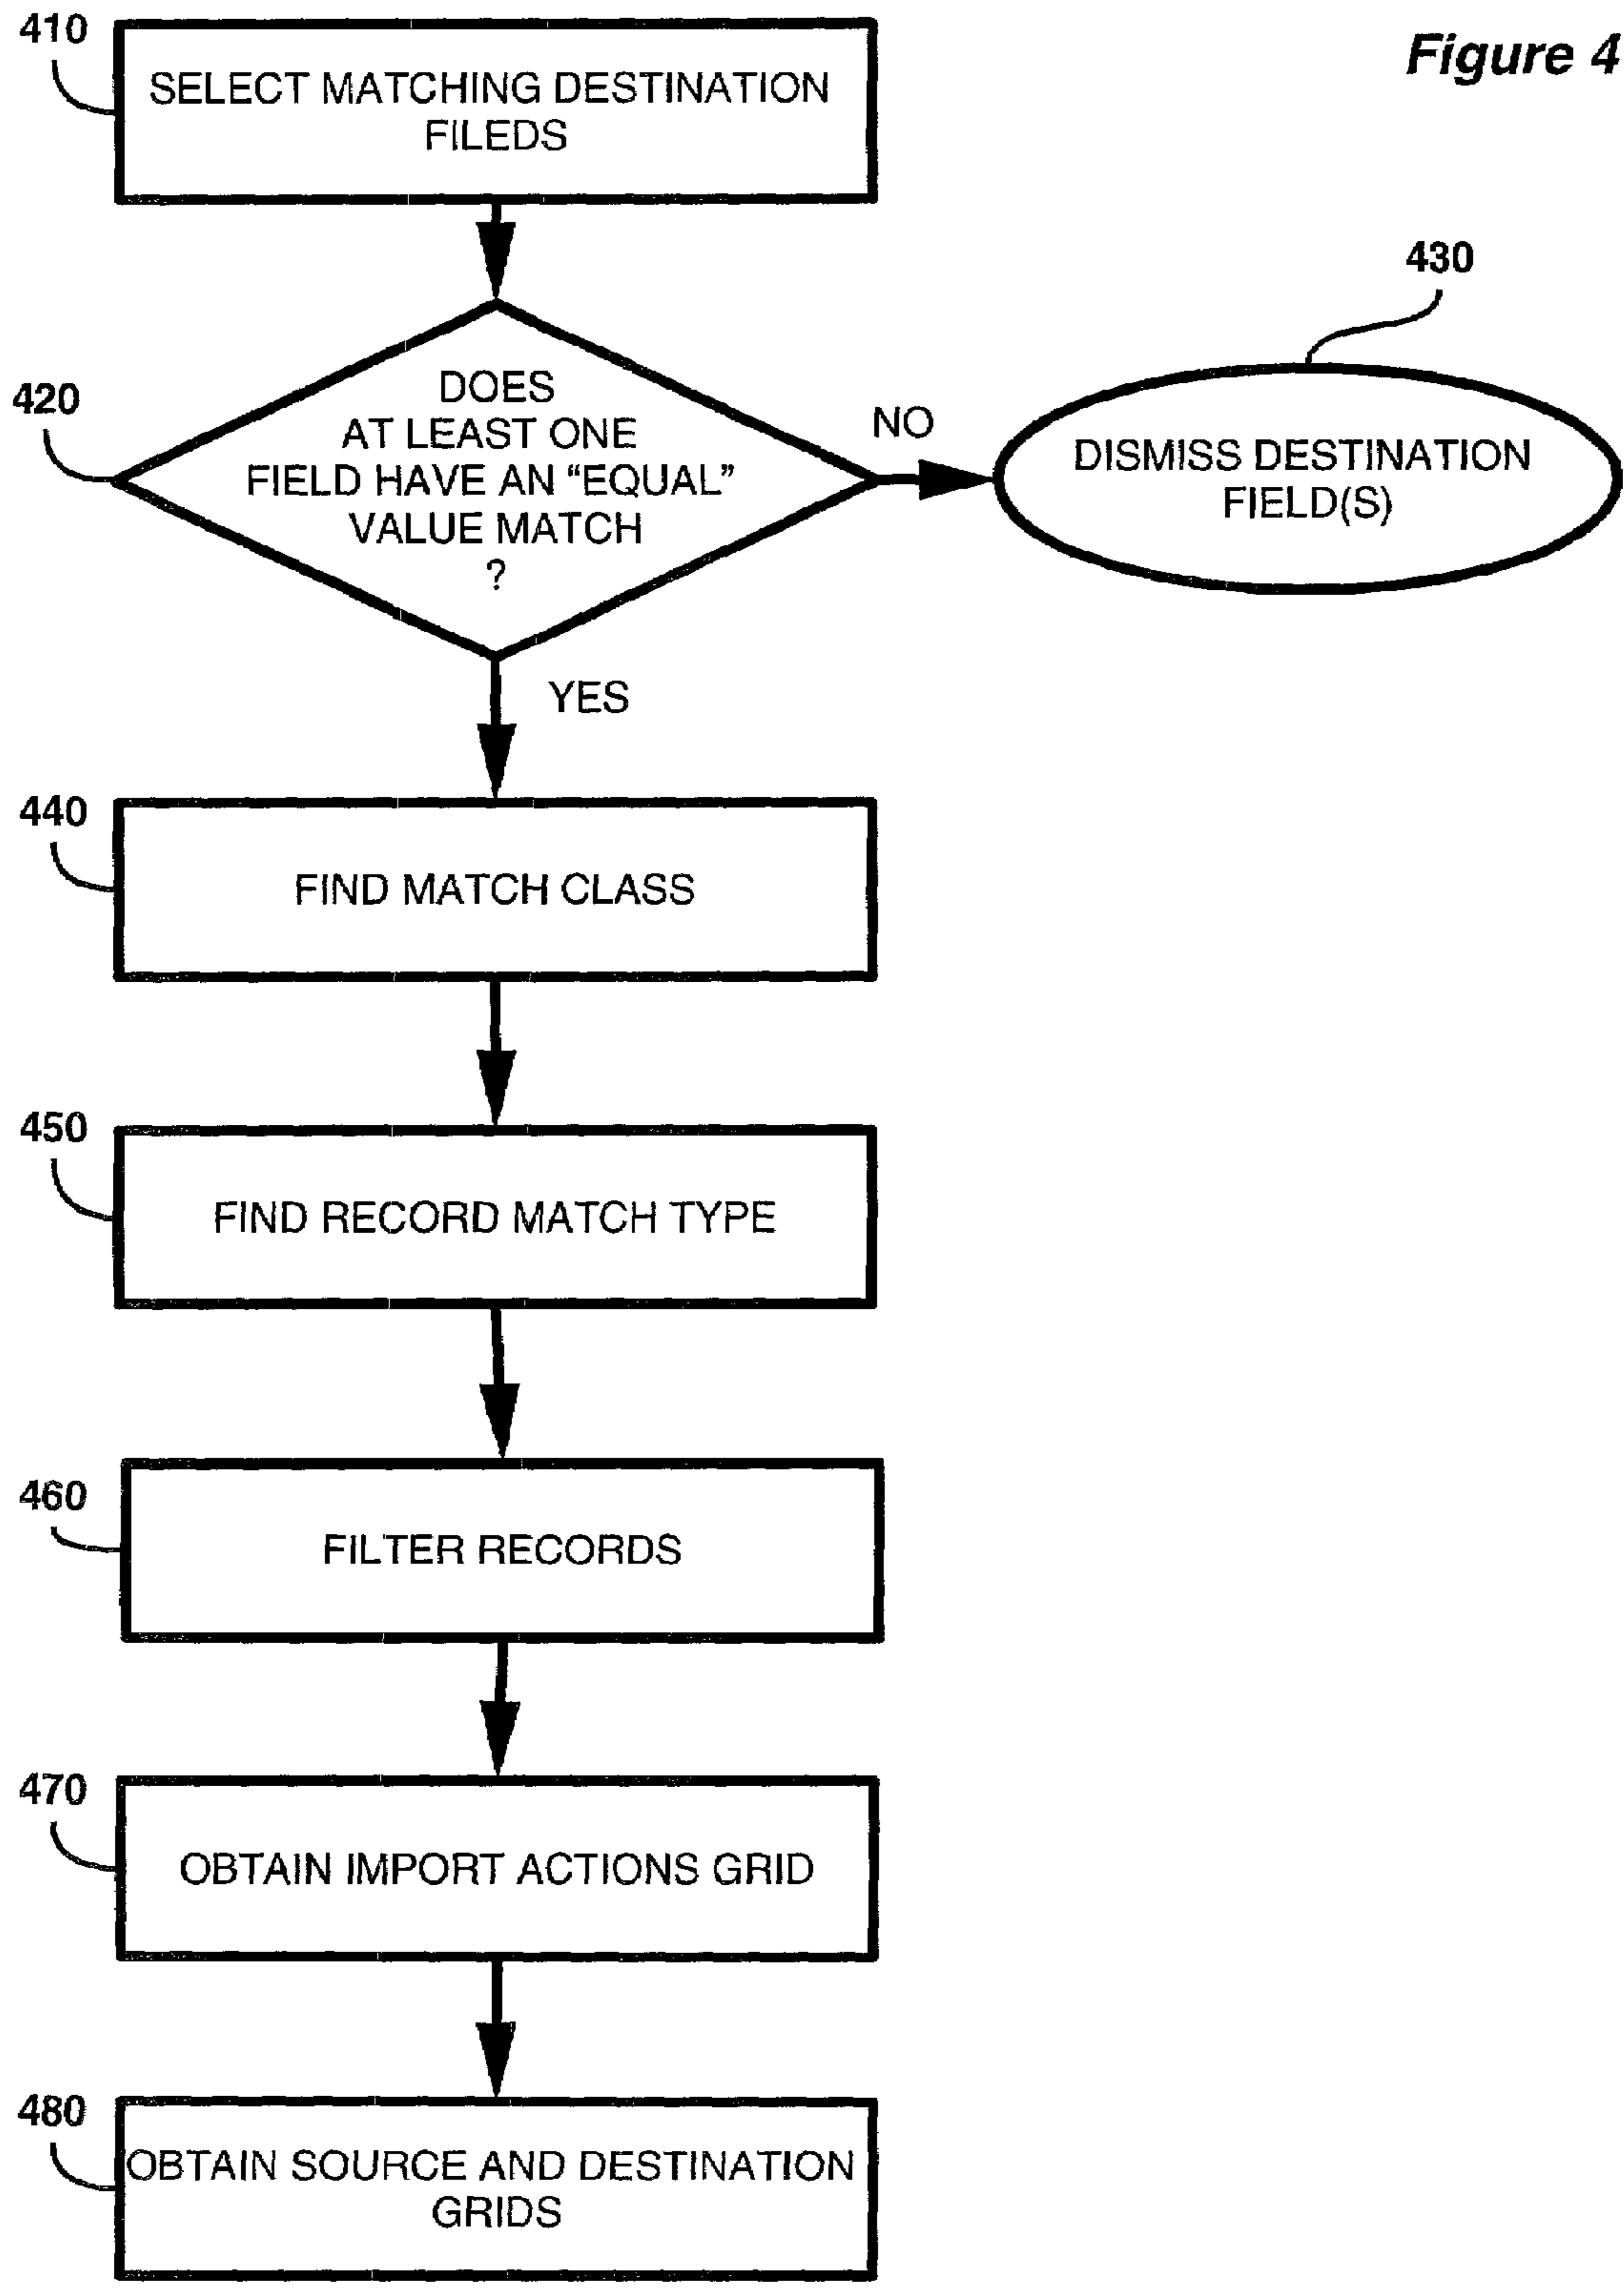 Figure 4
410
SELECT MATCHING DESTINATION
FILEDS
420
DOES
AT LEAST ONE
FIELD HAVE AN “EQUAL”
VALUE MATCH
?
NO
430
DISMISS DESTINATION
FIELD(S)
YES
440
FIND MATCH CLASS
450
FIND RECORD MATCH TYPE
460
FILTER RECORDS
470
OBTAIN IMPORT ACTIONS GRID
480
OBTAIN SOURCE AND DESTINATION
GRIDS